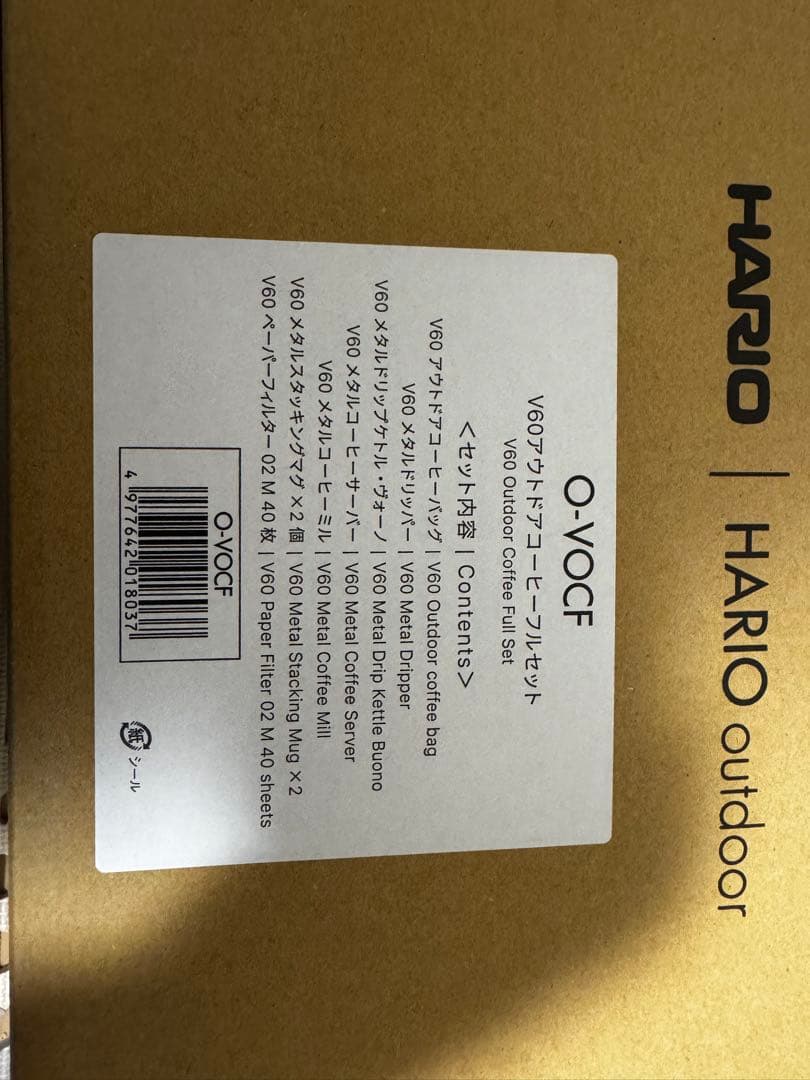 HARIO | HARIO outdoor
O-VOCF
V60アウトドアコーヒーフルセット
V60 Outdoor Coffee Full Set
＜セット内容 | Contents＞
V60 アウトドアコーヒーバッグ | V60 Outdoor coffee bag
V60 メタルドリッパー | V60 Metal Dripper
V60 メタルドリップケトル・ヴォーノ | V60 Metal Drip Kettle Buono
V60 メタルコーヒーサーバー | V60 Metal Coffee Server
V60 メタルコーヒーミル | V60 Metal Coffee Mill
V60 メタルスタッキングマグ ×2 個 | V60 Metal Stacking Mug ×2
V60 ペーパーフィルター 02 M 40 枚 | V60 Paper Filter 02 M 40 sheets
O-VOCF
4 977642 018037
紙 シール